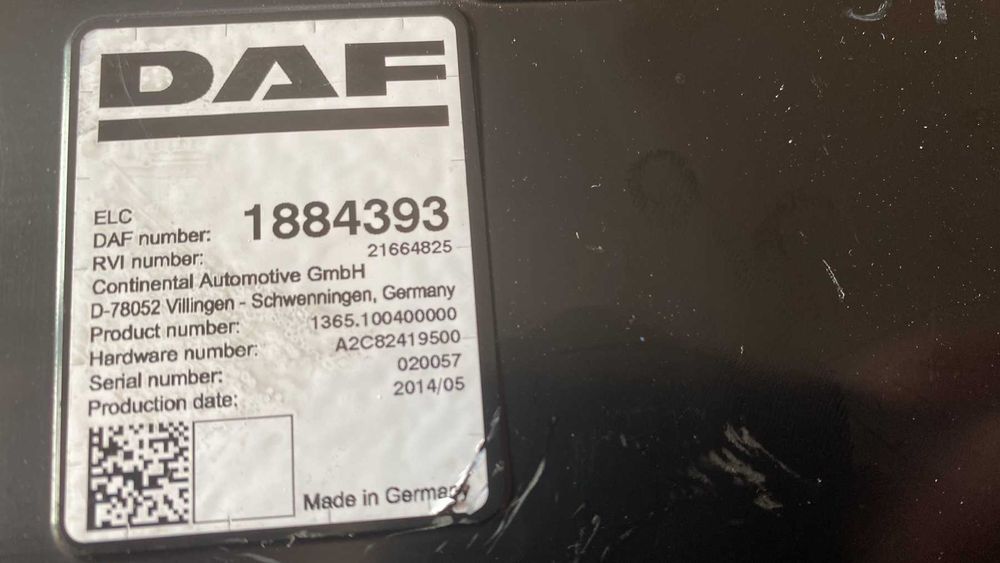 DAF
ELC
DAF number: 1884393
RVI number: 21664825
Continental Automotive GmbH
D-78052 Villingen - Schwenningen, Germany
Product number: 1365.100400000
Hardware number: A2C82419500
Serial number: 020057
Production date: 2014/05
Made in Germany